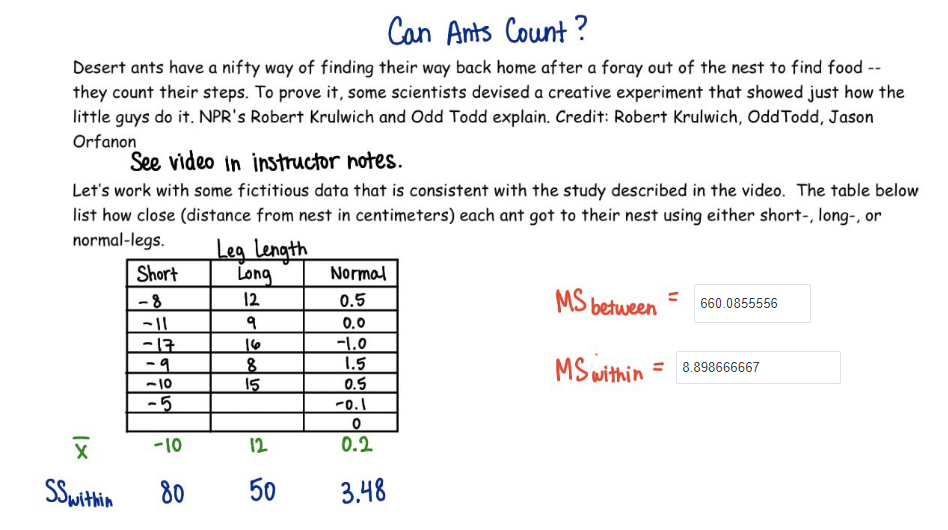 Can Ants Count?
Desert ants have a nifty way of finding their way back home after a foray out of the nest to find food --
they count their steps. To prove it, some scientists devised a creative experiment that showed just how the
little guys do it. NPR's Robert Krulwich and Odd Todd explain. Credit: Robert Krulwich, OddTodd, Jason
Orfanon
See video in instructor notes.
Let's work with some fictitious data that is consistent with the study described in the video. The table below
list how close (distance from nest in centimeters) each ant got to their nest using either short-, long-, or
normal-legs.
Leg Length
Short Long Normal
-8 12 0.5
-11 9 0.0
-17 16 -1.0
-9 8 1.5
-10 15 0.5
-5 -0.1
0
x̄ -10 12 0.2
SSwithin 80 50 3.48
MS between = 660.0855556
MS within = 8.898666667